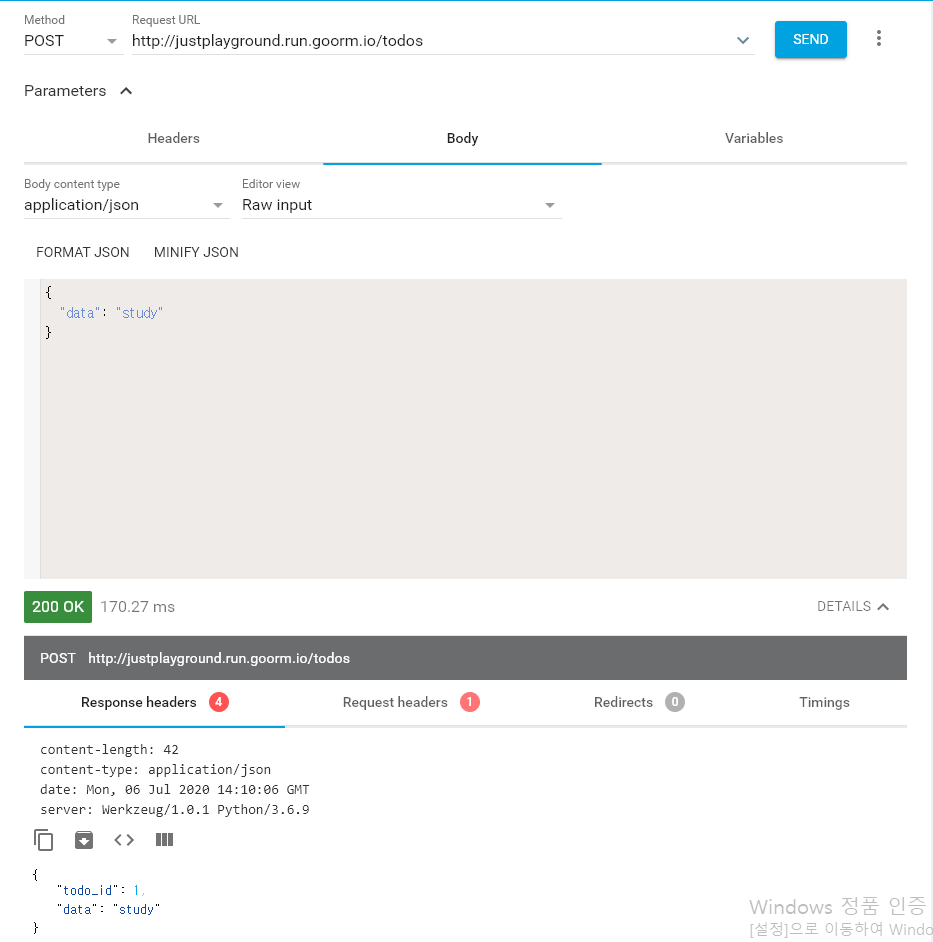 Method
Request URL
POST
http://justplayground.run.goorm.io/todos
SEND
Parameters
Headers
Body
Variables
Body content type
Editor view
application/json
Raw input
FORMAT JSON
MINIFY JSON
{
"data": "study"
}
200 OK
170.27 ms
DETAILS
POST http://justplayground.run.goorm.io/todos
Response headers 4
Request headers 1
Redirects 0
Timings
content-length: 42
content-type: application/json
date: Mon, 06 Jul 2020 14:10:06 GMT
server: Werkzeug/1.0.1 Python/3.6.9
{
"todo_id": 1,
"data": "study"
}
Windows 정품 인증
[설정]으로 이동하여 Windo